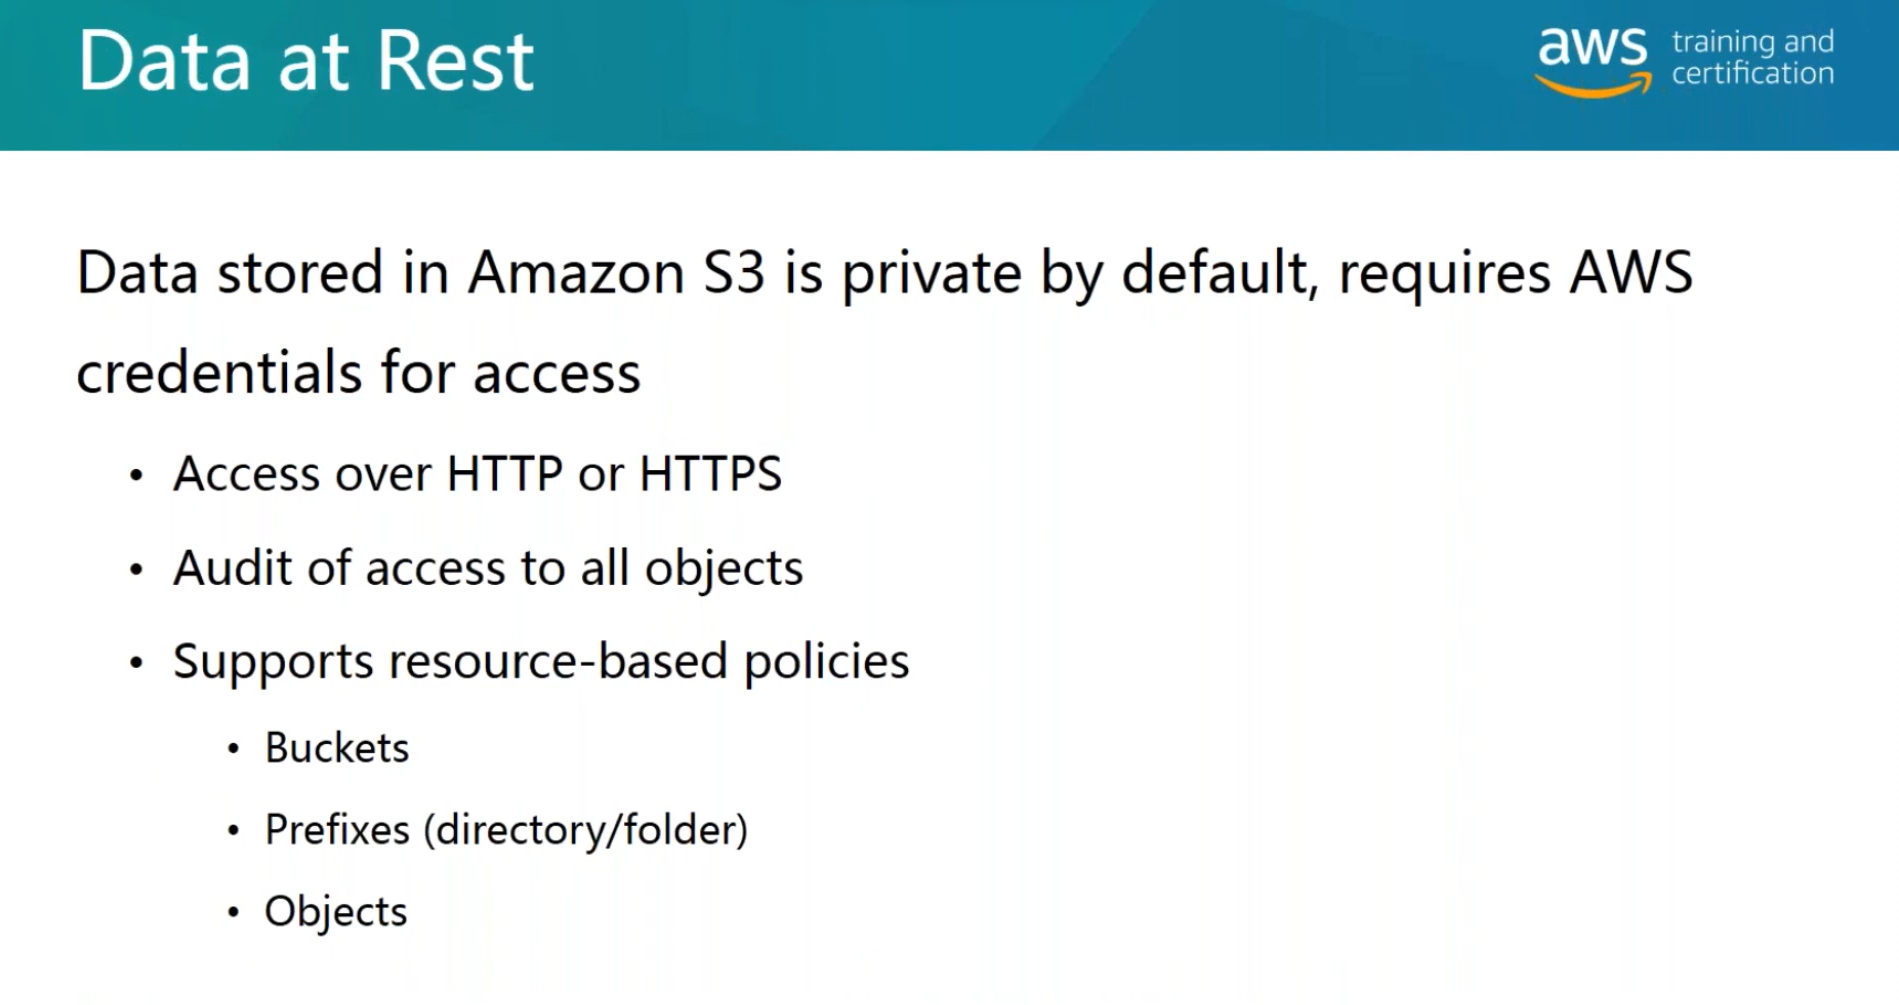 Data at Rest
aws training and
certification
Data stored in Amazon S3 is private by default, requires AWS
credentials for access
• Access over HTTP or HTTPS
• Audit of access to all objects
• Supports resource-based policies
• Buckets
• Prefixes (directory/folder)
• Objects